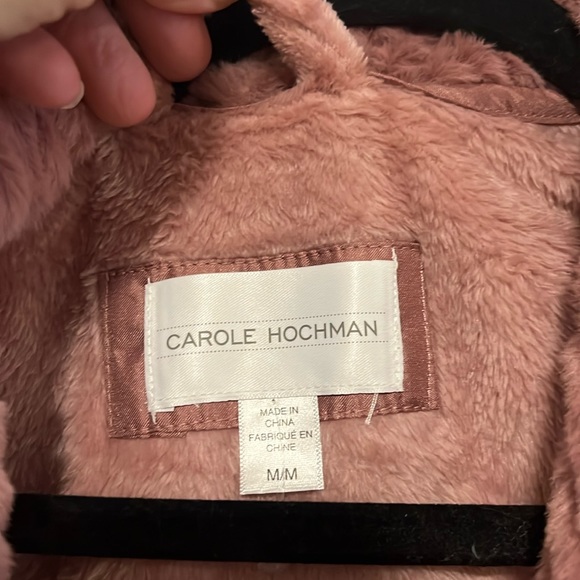 CAROLE HOCHMAN
MADE IN
CHINA
FABRIQUÉ EN
CHINE
M/M